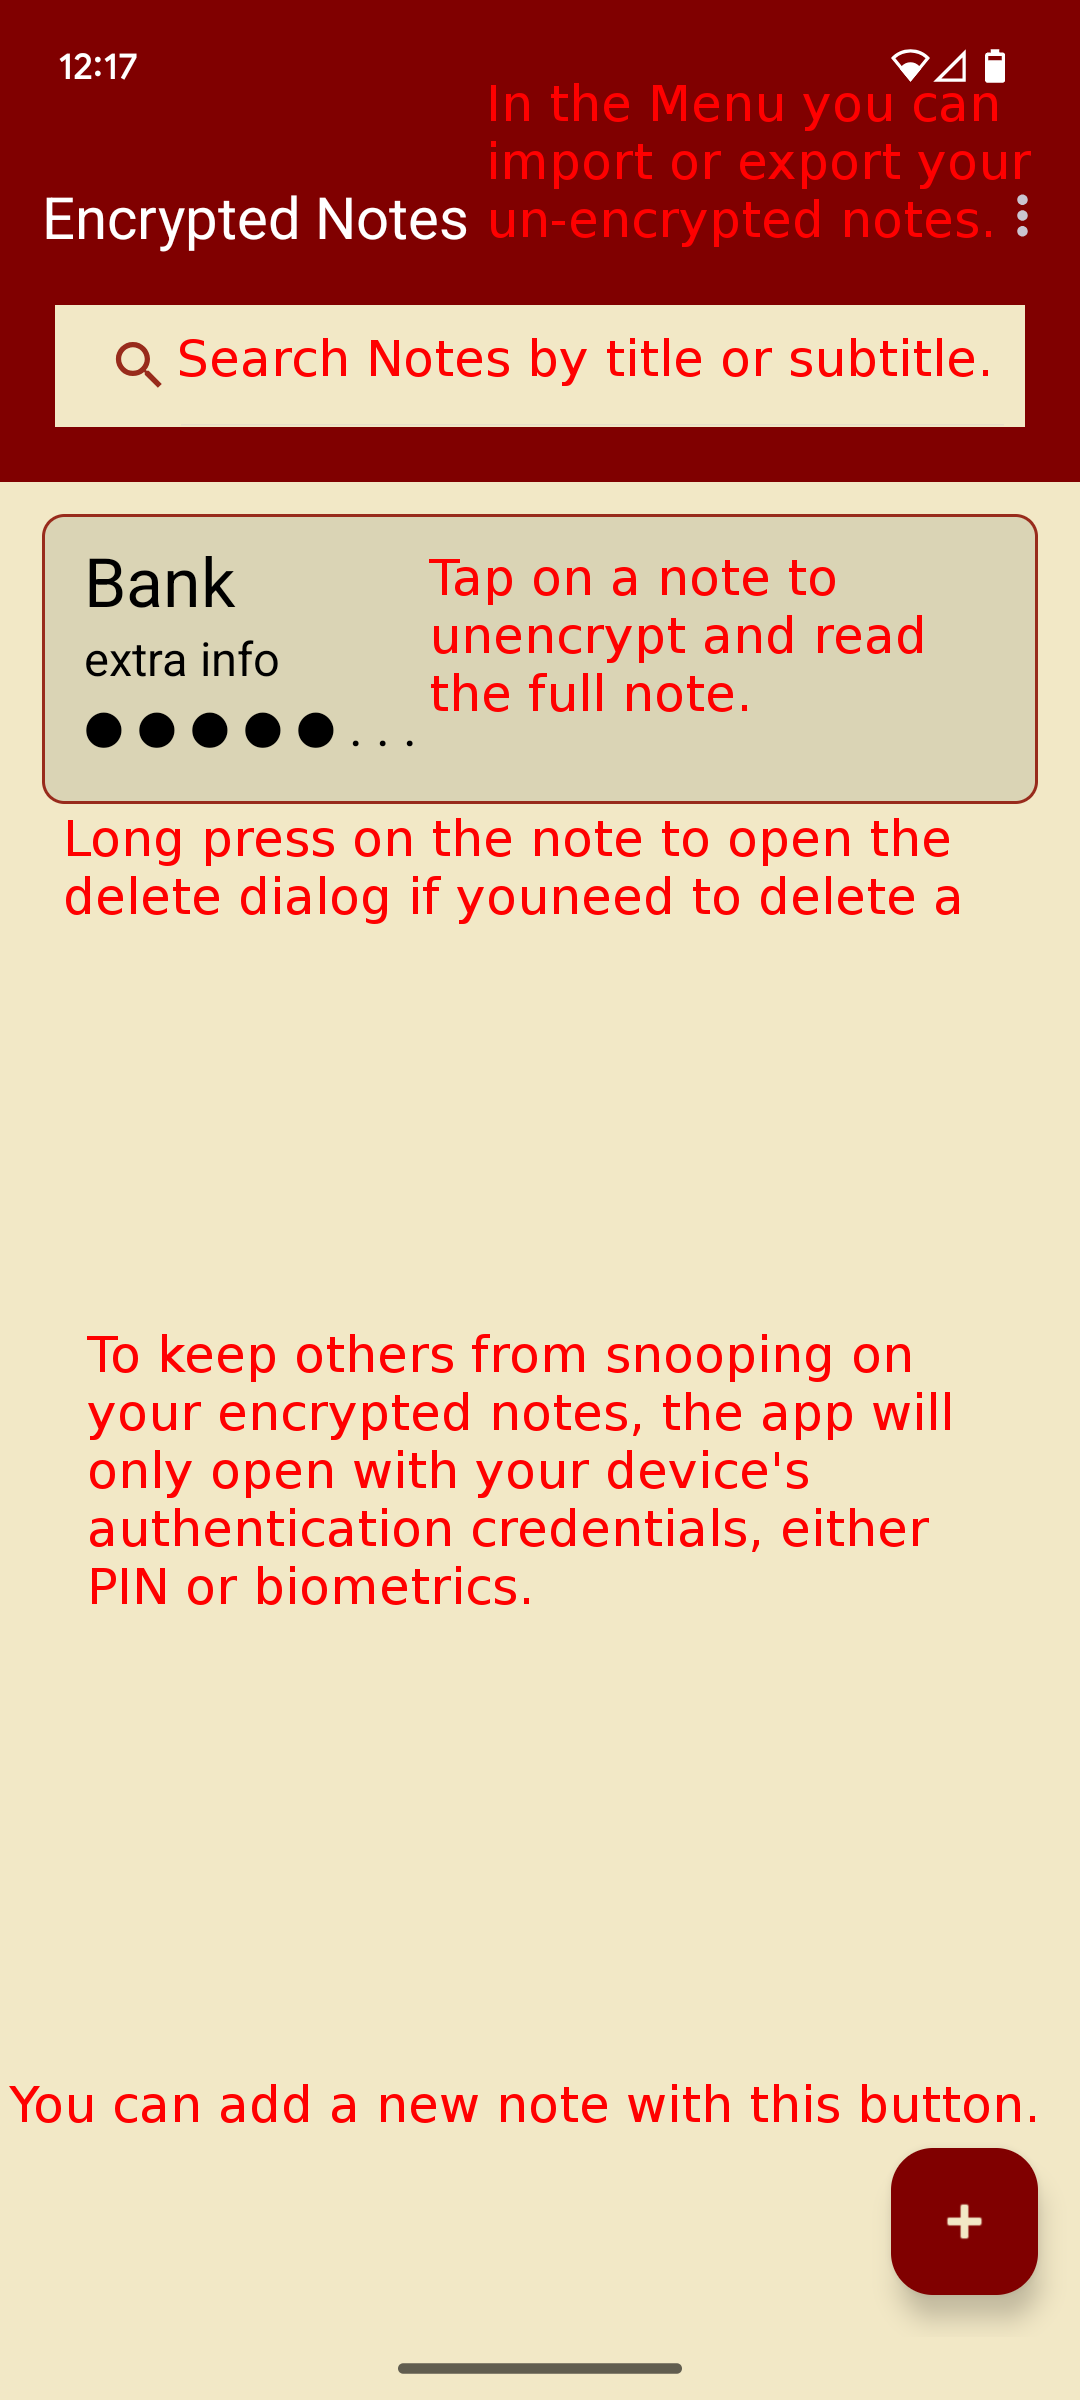 12:17
In the Menu you can
import or export your
un-encrypted notes.
Encrypted Notes
Search Notes by title or subtitle.
Bank
extra info
●●●●●...
Tap on a note to
unencrypt and read
the full note.
Long press on the note to open the
delete dialog if youneed to delete a
To keep others from snooping on
your encrypted notes, the app will
only open with your device's
authentication credentials, either
PIN or biometrics.
You can add a new note with this button.
+